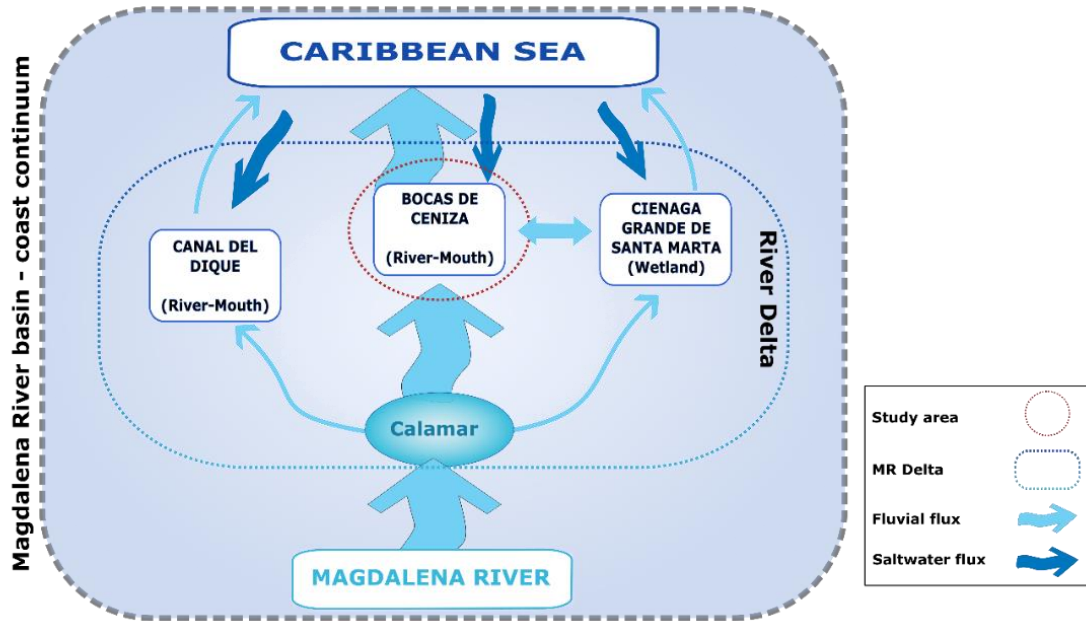 Magdalena River basin - coast continuum
CARIBBEAN SEA
BOCAS DE
CENIZA
(River-Mouth)
CIENAGA
GRANDE DE
SANTA MARTA
(Wetland)
CANAL DEL
DIQUE
(River-Mouth)
River Delta
Calamar
MAGDALENA RIVER
Study area
MR Delta
Fluvial flux
Saltwater flux